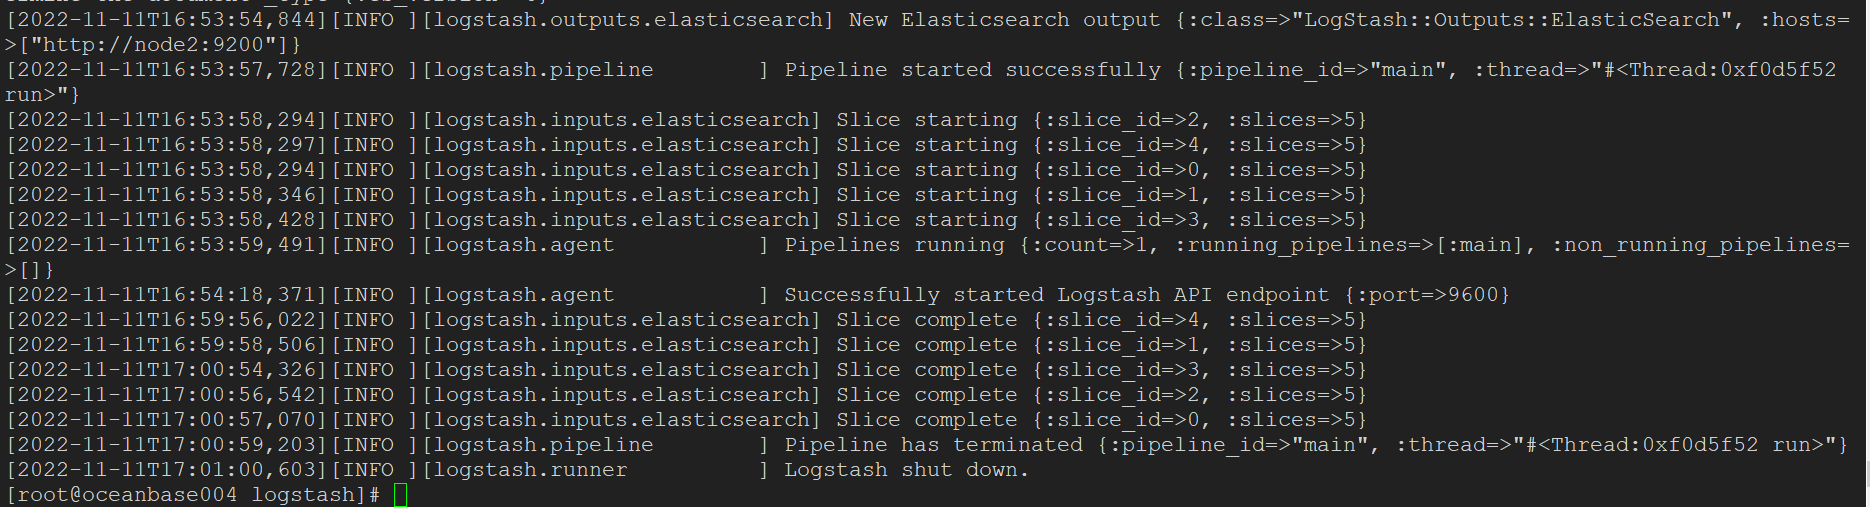 [2022-11-11T16:53:54,844][INFO ][logstash.outputs.elasticsearch] New Elasticsearch output {:class=>"LogStash::Outputs::ElasticSearch", :hosts=
>["http://node2:9200"]}
[2022-11-11T16:53:57,728][INFO ][logstash.pipeline        ] Pipeline started successfully {:pipeline_id=>"main", :thread=>"#<Thread:0xf0d5f52
run>"}
[2022-11-11T16:53:58,294][INFO ][logstash.inputs.elasticsearch] Slice starting {:slice_id=>2, :slices=>5}
[2022-11-11T16:53:58,297][INFO ][logstash.inputs.elasticsearch] Slice starting {:slice_id=>4, :slices=>5}
[2022-11-11T16:53:58,294][INFO ][logstash.inputs.elasticsearch] Slice starting {:slice_id=>0, :slices=>5}
[2022-11-11T16:53:58,346][INFO ][logstash.inputs.elasticsearch] Slice starting {:slice_id=>1, :slices=>5}
[2022-11-11T16:53:58,428][INFO ][logstash.inputs.elasticsearch] Slice starting {:slice_id=>3, :slices=>5}
[2022-11-11T16:53:59,491][INFO ][logstash.agent           ] Pipelines running {:count=>1, :running_pipelines=>[:main], :non_running_pipelines=
>[]}
[2022-11-11T16:54:18,371][INFO ][logstash.agent           ] Successfully started Logstash API endpoint {:port=>9600}
[2022-11-11T16:59:56,022][INFO ][logstash.inputs.elasticsearch] Slice complete {:slice_id=>4, :slices=>5}
[2022-11-11T16:59:58,506][INFO ][logstash.inputs.elasticsearch] Slice complete {:slice_id=>1, :slices=>5}
[2022-11-11T17:00:54,326][INFO ][logstash.inputs.elasticsearch] Slice complete {:slice_id=>3, :slices=>5}
[2022-11-11T17:00:56,542][INFO ][logstash.inputs.elasticsearch] Slice complete {:slice_id=>2, :slices=>5}
[2022-11-11T17:00:57,070][INFO ][logstash.inputs.elasticsearch] Slice complete {:slice_id=>0, :slices=>5}
[2022-11-11T17:00:59,203][INFO ][logstash.pipeline        ] Pipeline has terminated {:pipeline_id=>"main", :thread=>"#<Thread:0xf0d5f52 run>"}
[2022-11-11T17:01:00,603][INFO ][logstash.runner          ] Logstash shut down.
[root@oceanbase004 logstash]#